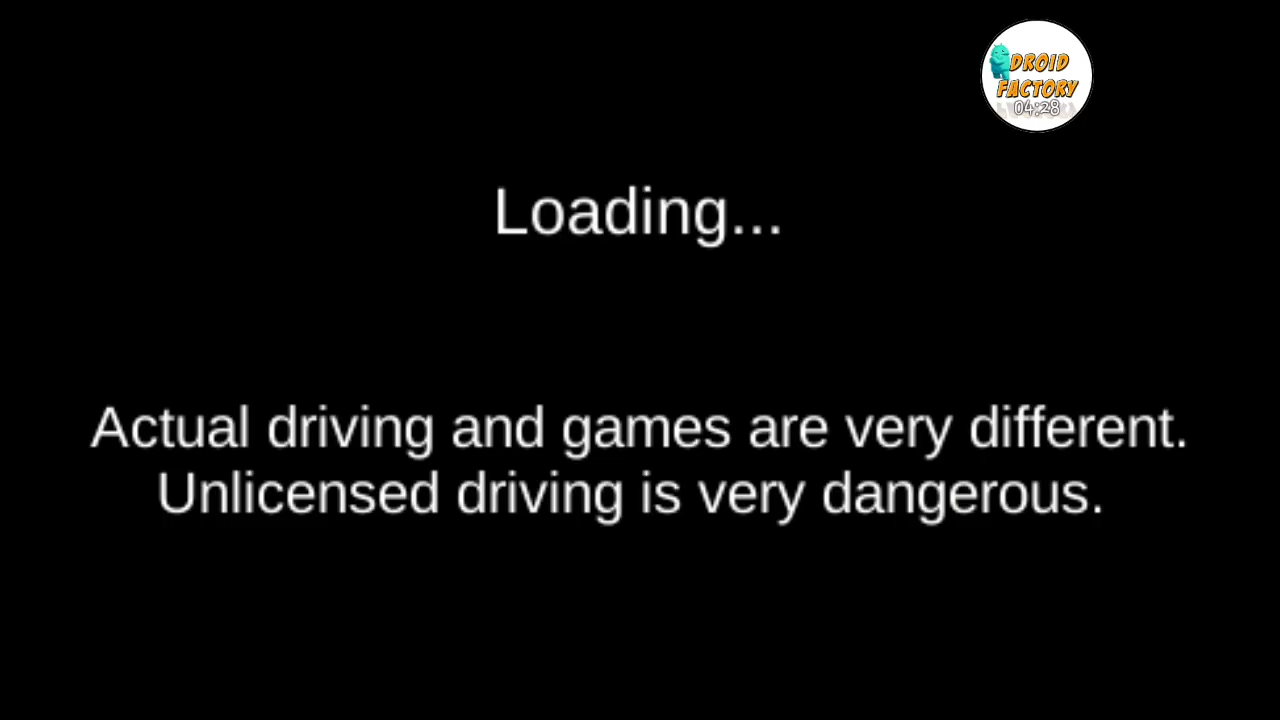 DROID
FACTORY
04:28
Loading...
Actual driving and games are very different.
Unlicensed driving is very dangerous.